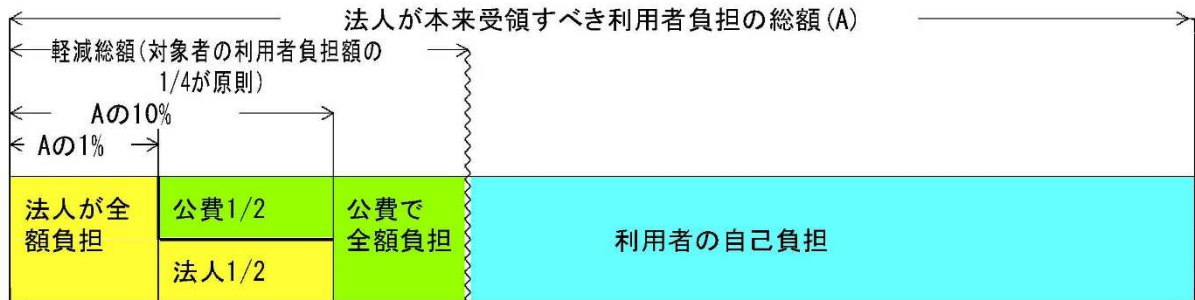 法人が本来受領すべき利用者負担の総額(A)
軽減総額(対象者の利用者負担額の
1/4が原則)
Aの10%
Aの1%
法人が全
額負担
公費1/2
法人1/2
公費で
全額負担
利用者の自己負担